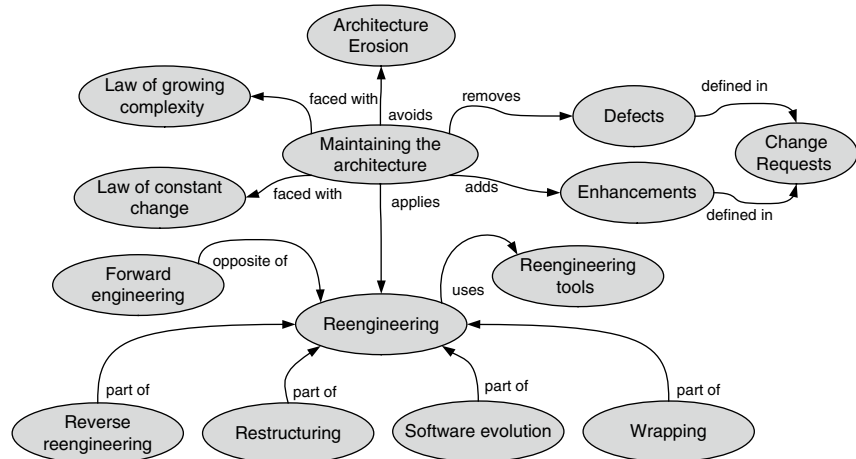 Architecture
Erosion
Law of growing
complexity
faced with
avoids
removes
defined in
Defects
Change
Requests
Maintaining the
architecture
Law of constant
change
faced with
applies
adds
Enhancements
defined in
Forward
engineering
opposite of
uses
Reengineering
tools
Reengineering
part of
part of
part of
part of
Reverse
reengineering
Restructuring
Software evolution
Wrapping